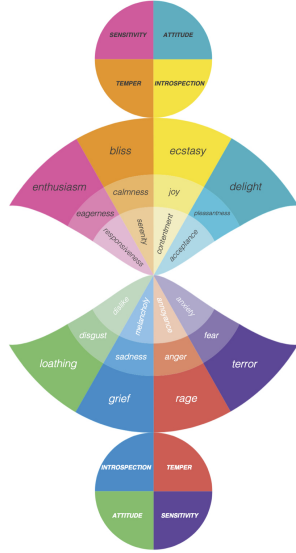 SENSITIVITY
ATTITUDE
TEMPER
INTROSPECTION
bliss
ecstasy
enthusiasm
delight
calmness
joy
eagerness
pleasantness
responsiveness
serenity
contentment
acceptance
dislike
melancholy
annoyance
anxiety
disgust
fear
sadness
anger
loathing
terror
grief
rage
INTROSPECTION
TEMPER
ATTITUDE
SENSITIVITY